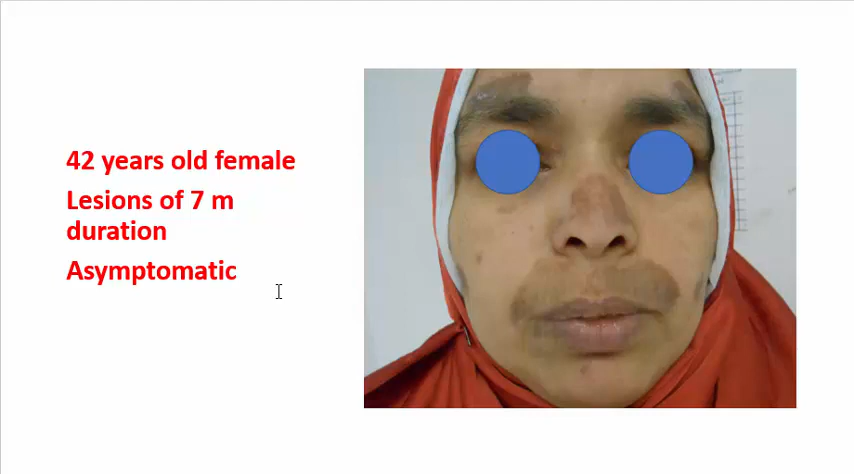 42 years old female
Lesions of 7 m
duration
Asymptomatic